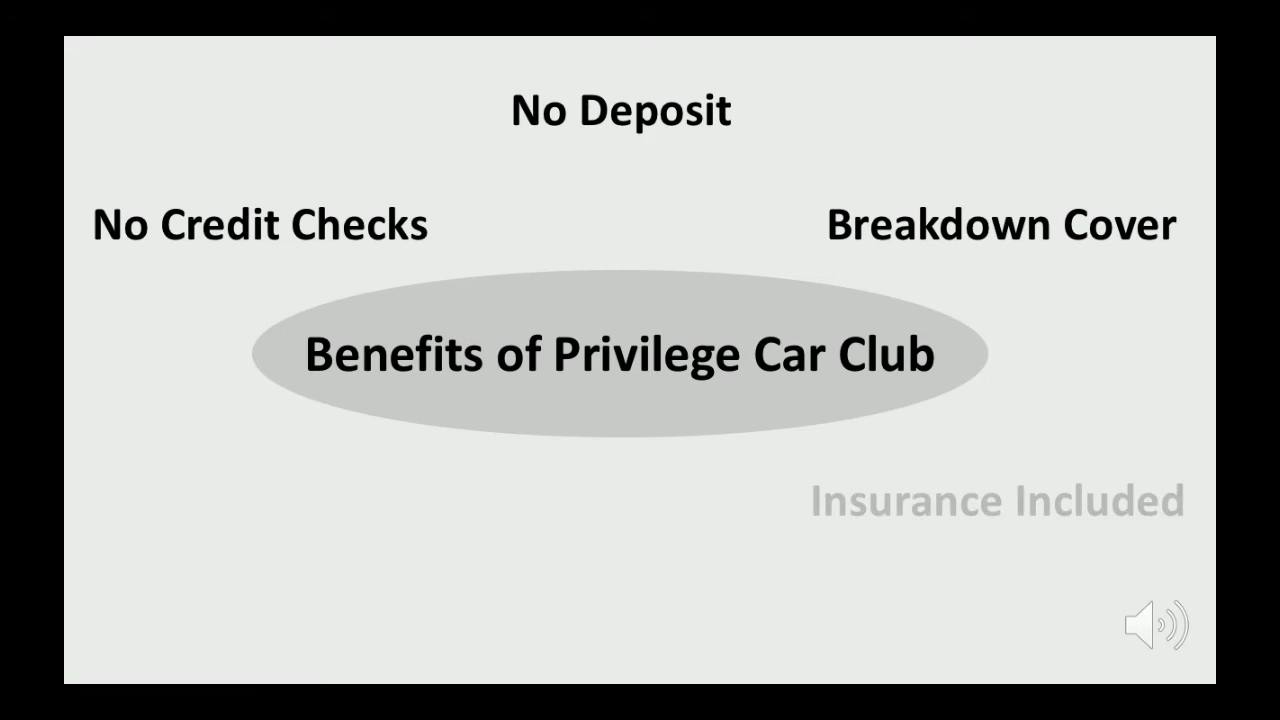 No Deposit
No Credit Checks
Breakdown Cover
Benefits of Privilege Car Club
Insurance Included